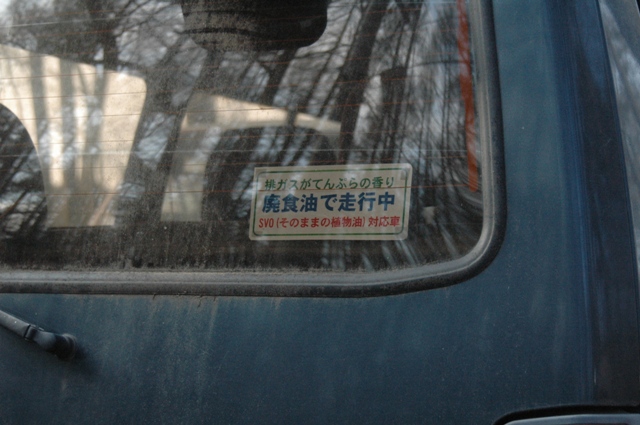 排ガスがてんぷらの香り
廃食油で走行中
SVO(そのままの植物油)対応車